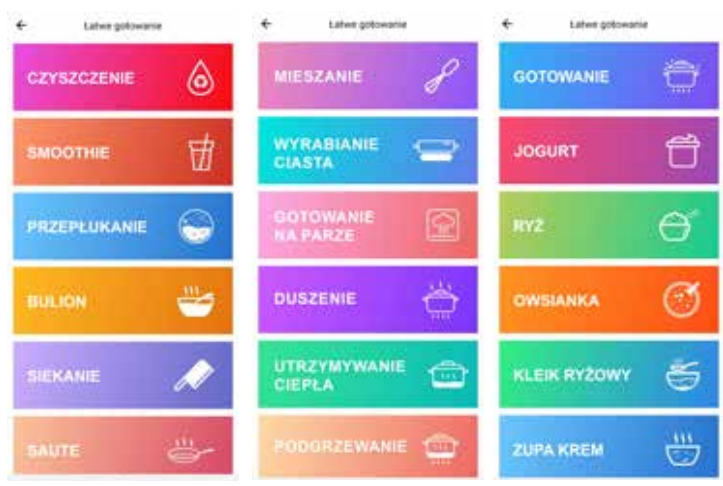 Łatwe gotowanie
CZYSZCZENIE
SMOOTHIE
PRZEPŁUKANIE
BULION
SIEKANIE
SAUTE
Łatwe gotowanie
MIESZANIE
WYRABIANIE
CIASTA
GOTOWANIE
NA PARZE
DUSZENIE
UTRZYMYWANIE
CIEPŁA
PODGRZEWANIE
Łatwe gotowanie
GOTOWANIE
JOGURT
RYŻ
OWSIANKA
KLEIK RYŻOWY
ZUPA KREM